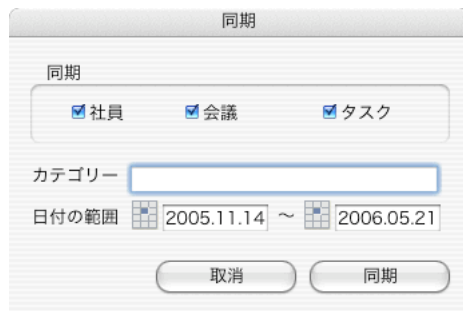 同期
同期
社員 会議 タスク
カテゴリー
日付の範囲 2005.11.14 ~ 2006.05.21
取消 同期